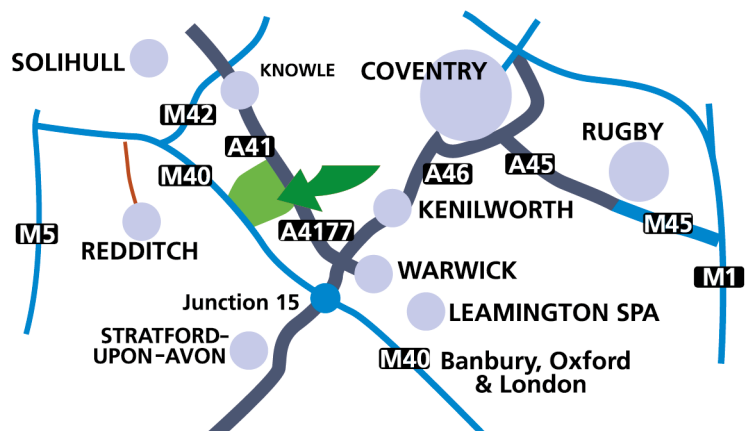 SOLIHULL
KNOWLE
COVENTRY
M42
RUGBY
A41
M40
A46
A45
KENILWORTH
M45
M5
A4177
REDDITCH
WARWICK
M1
Junction 15
LEAMINGTON SPA
STRATFORD-
UPON-AVON
M40
Banbury, Oxford
& London